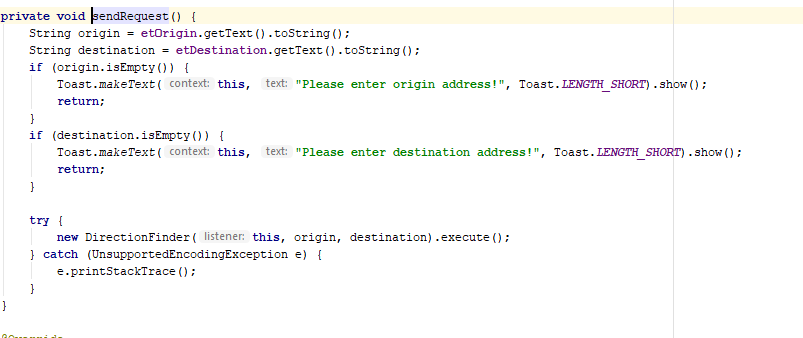 private void sendRequest() {
String origin = etOrigin.getText().toString();
String destination = etDestination.getText().toString();
if (origin.isEmpty()) {
Toast.makeText( context: this, text: "Please enter origin address!", Toast.LENGTH_SHORT).show();
return;
}
if (destination.isEmpty()) {
Toast.makeText( context: this, text: "Please enter destination address!", Toast.LENGTH_SHORT).show();
return;
}
try {
new DirectionFinder( listener: this, origin, destination).execute();
} catch (UnsupportedEncodingException e) {
e.printStackTrace();
}
}